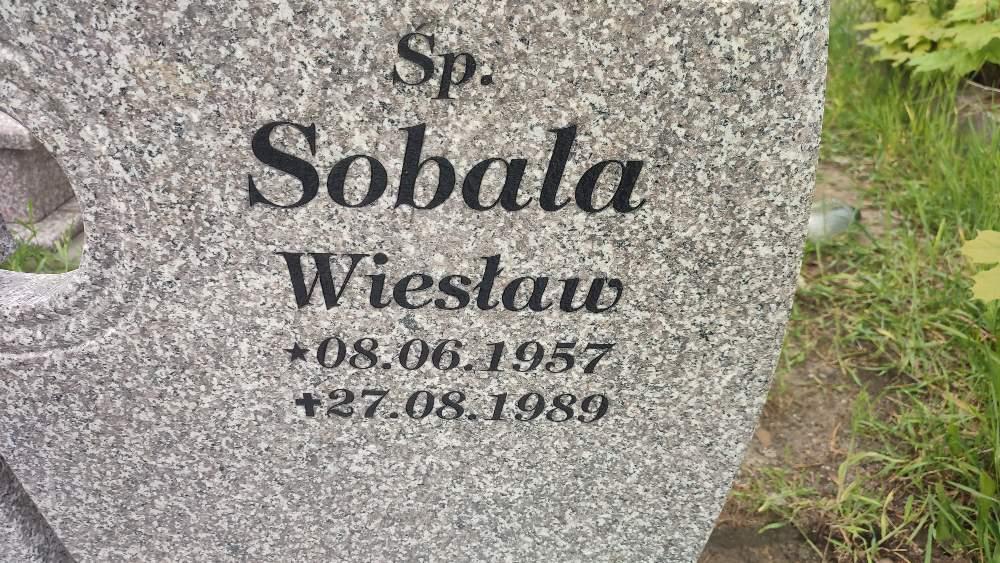 Śp.
Sobala
Wiesław
★08.06.1957
✝27.08.1989